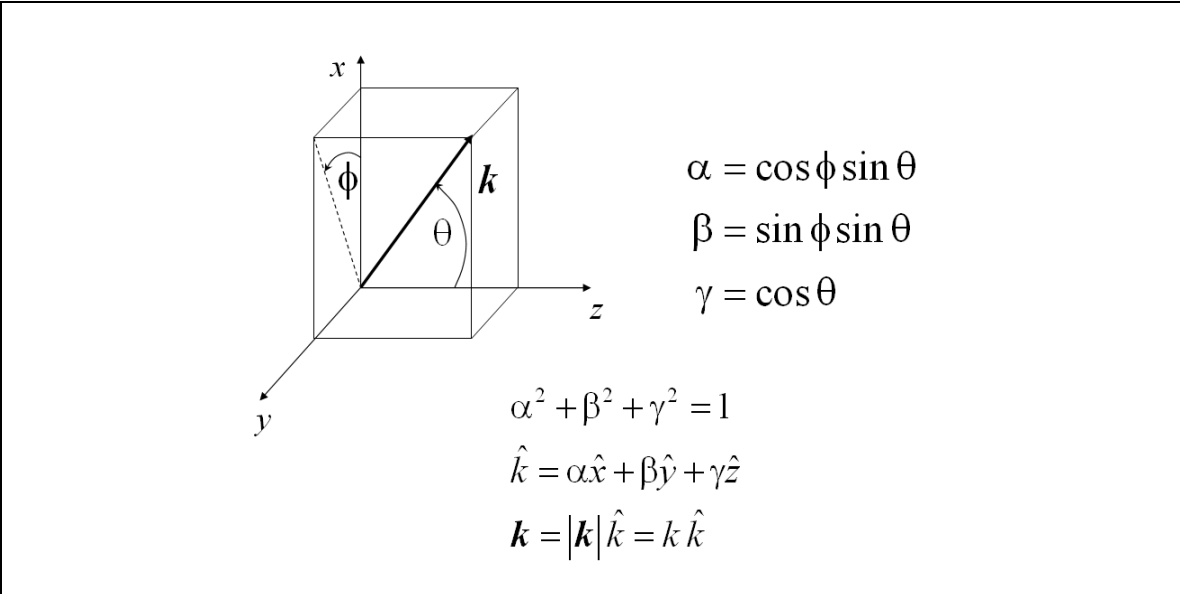 x
ϕ
k
θ
z
y
α = cos ϕ sin θ
β = sin ϕ sin θ
γ = cos θ
α² + β² + γ² = 1
k̂ = αx̂ + βŷ + γẑ
k = |k| k̂ = k k̂